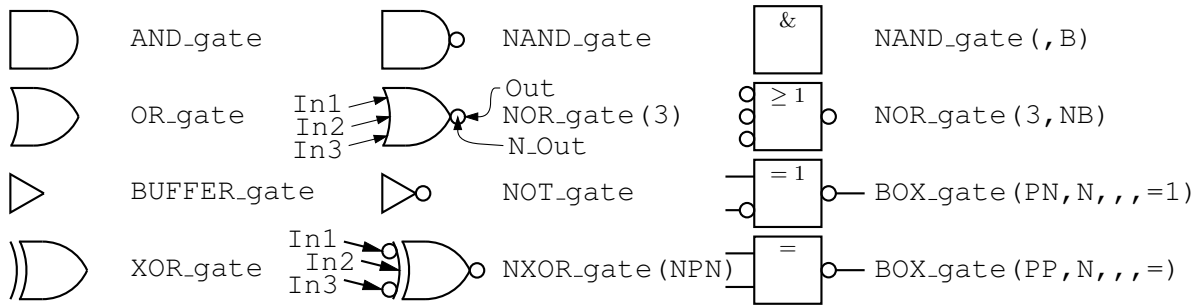 AND_gate
NAND_gate
&
NAND_gate(,B)
OR_gate
In1
In2
In3
Out
NOR_gate(3)
N_Out
≥ 1
NOR_gate(3,NB)
BUFFER_gate
NOT_gate
= 1
BOX_gate(PN,N,,,=1)
XOR_gate
In1
In2
In3
NXOR_gate(NPN)
=
BOX_gate(PP,N,,,=)